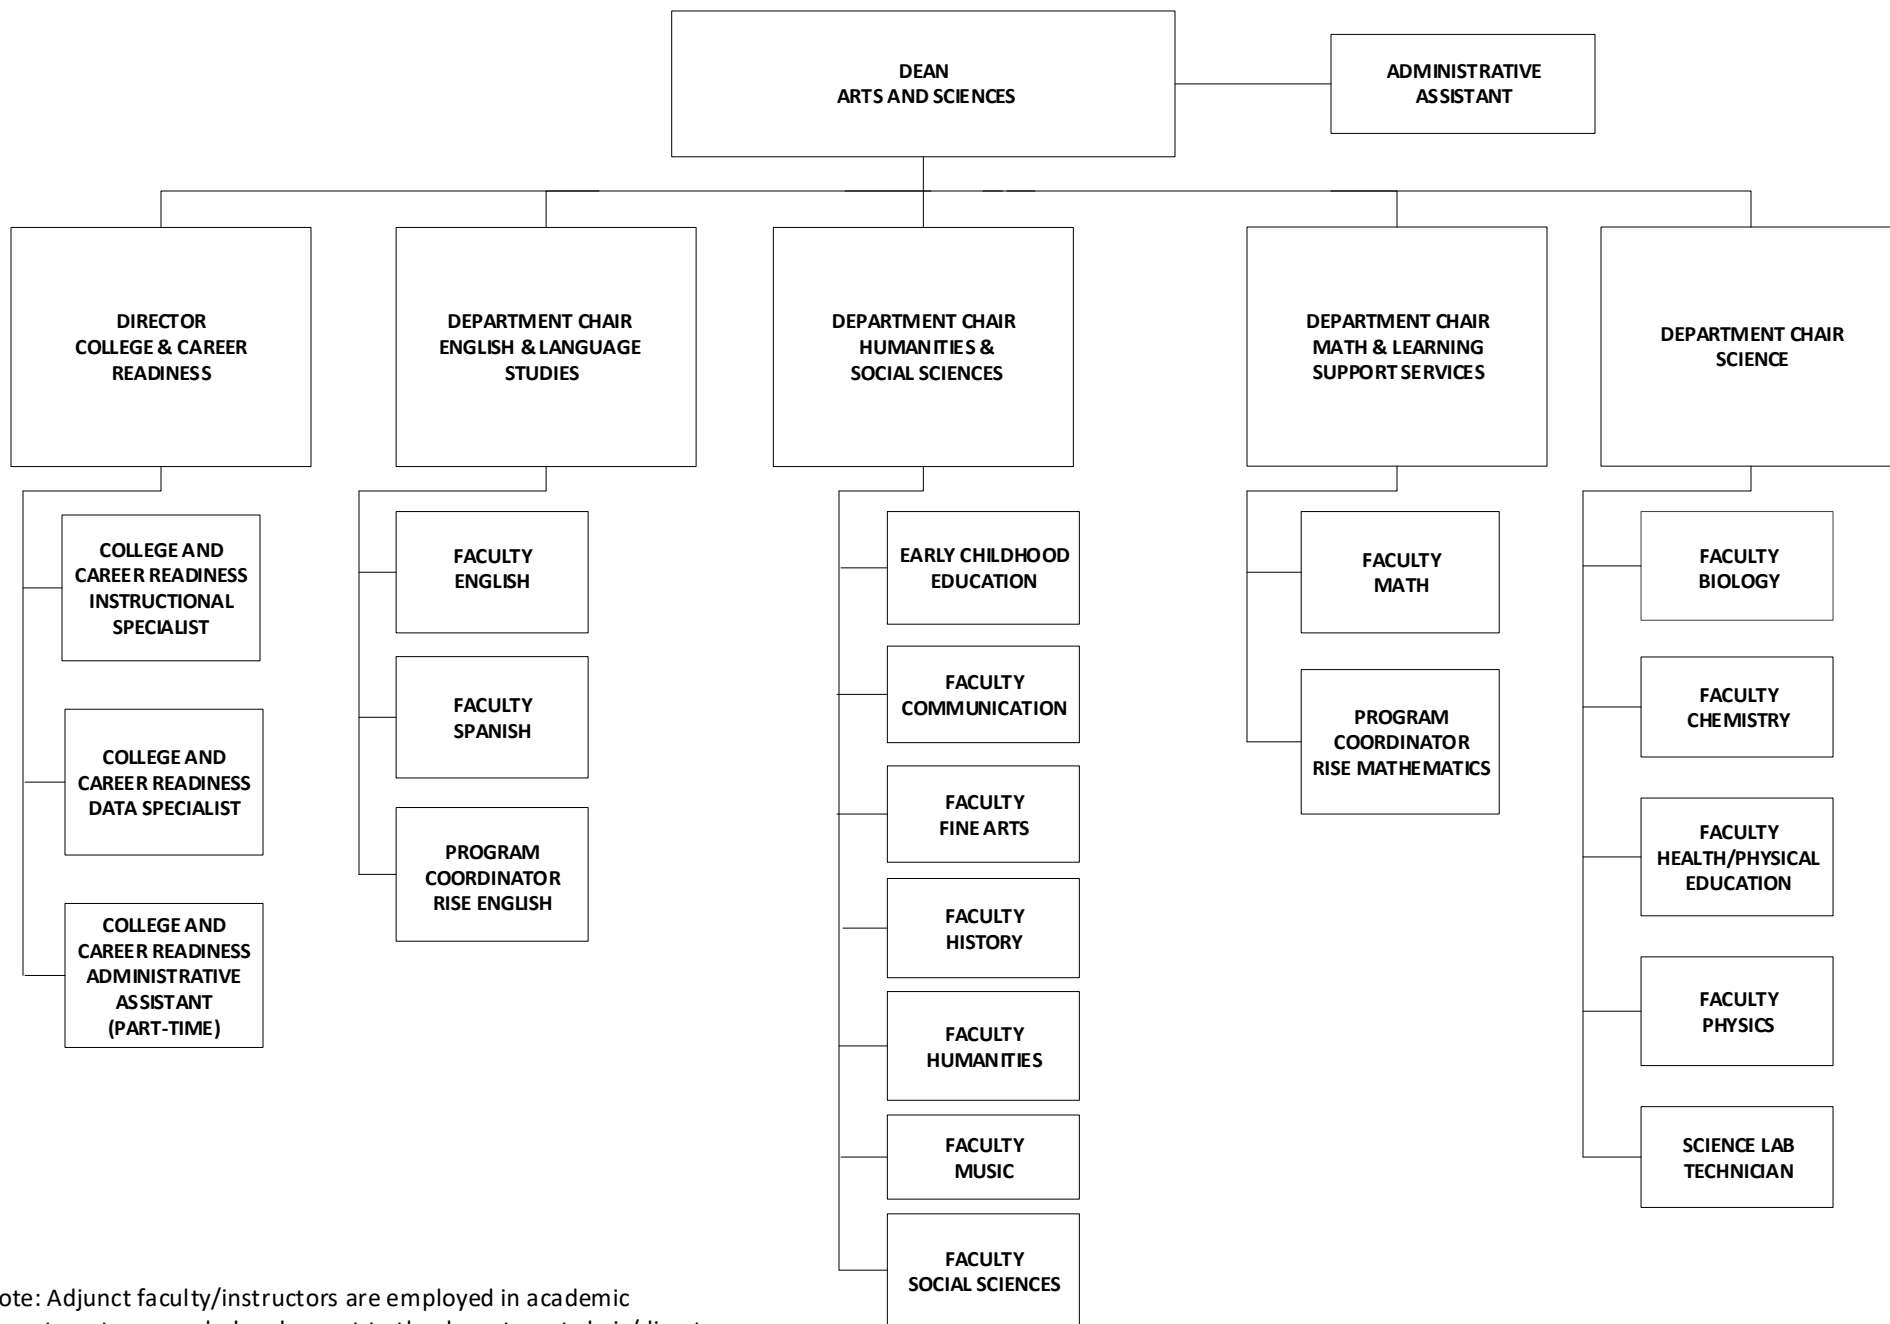 DEAN
ARTS AND SCIENCES
ADMINISTRATIVE
ASSISTANT
DIRECTOR
COLLEGE & CAREER
READINESS
DEPARTMENT CHAIR
ENGLISH & LANGUAGE
STUDIES
DEPARTMENT CHAIR
HUMANITIES &
SOCIAL SCIENCES
DEPARTMENT CHAIR
MATH & LEARNING
SUPPORT SERVICES
DEPARTMENT CHAIR
SCIENCE
COLLEGE AND
CAREER READINESS
INSTRUCTIONAL
SPECIALIST
COLLEGE AND
CAREER READINESS
DATA SPECIALIST
COLLEGE AND
CAREER READINESS
ADMINISTRATIVE
ASSISTANT
(PART-TIME)
FACULTY
ENGLISH
FACULTY
SPANISH
PROGRAM
COORDINATOR
RISE ENGLISH
EARLY CHILDHOOD
EDUCATION
FACULTY
COMMUNICATION
FACULTY
FINE ARTS
FACULTY
HISTORY
FACULTY
HUMANITIES
FACULTY
MUSIC
FACULTY
SOCIAL SCIENCES
FACULTY
MATH
PROGRAM
COORDINATOR
RISE MATHEMATICS
FACULTY
BIOLOGY
FACULTY
CHEMISTRY
FACULTY
HEALTH/PHYSICAL
EDUCATION
FACULTY
PHYSICS
SCIENCE LAB
TECHNICIAN
ote: Adjunct faculty/instructors are employed in academic